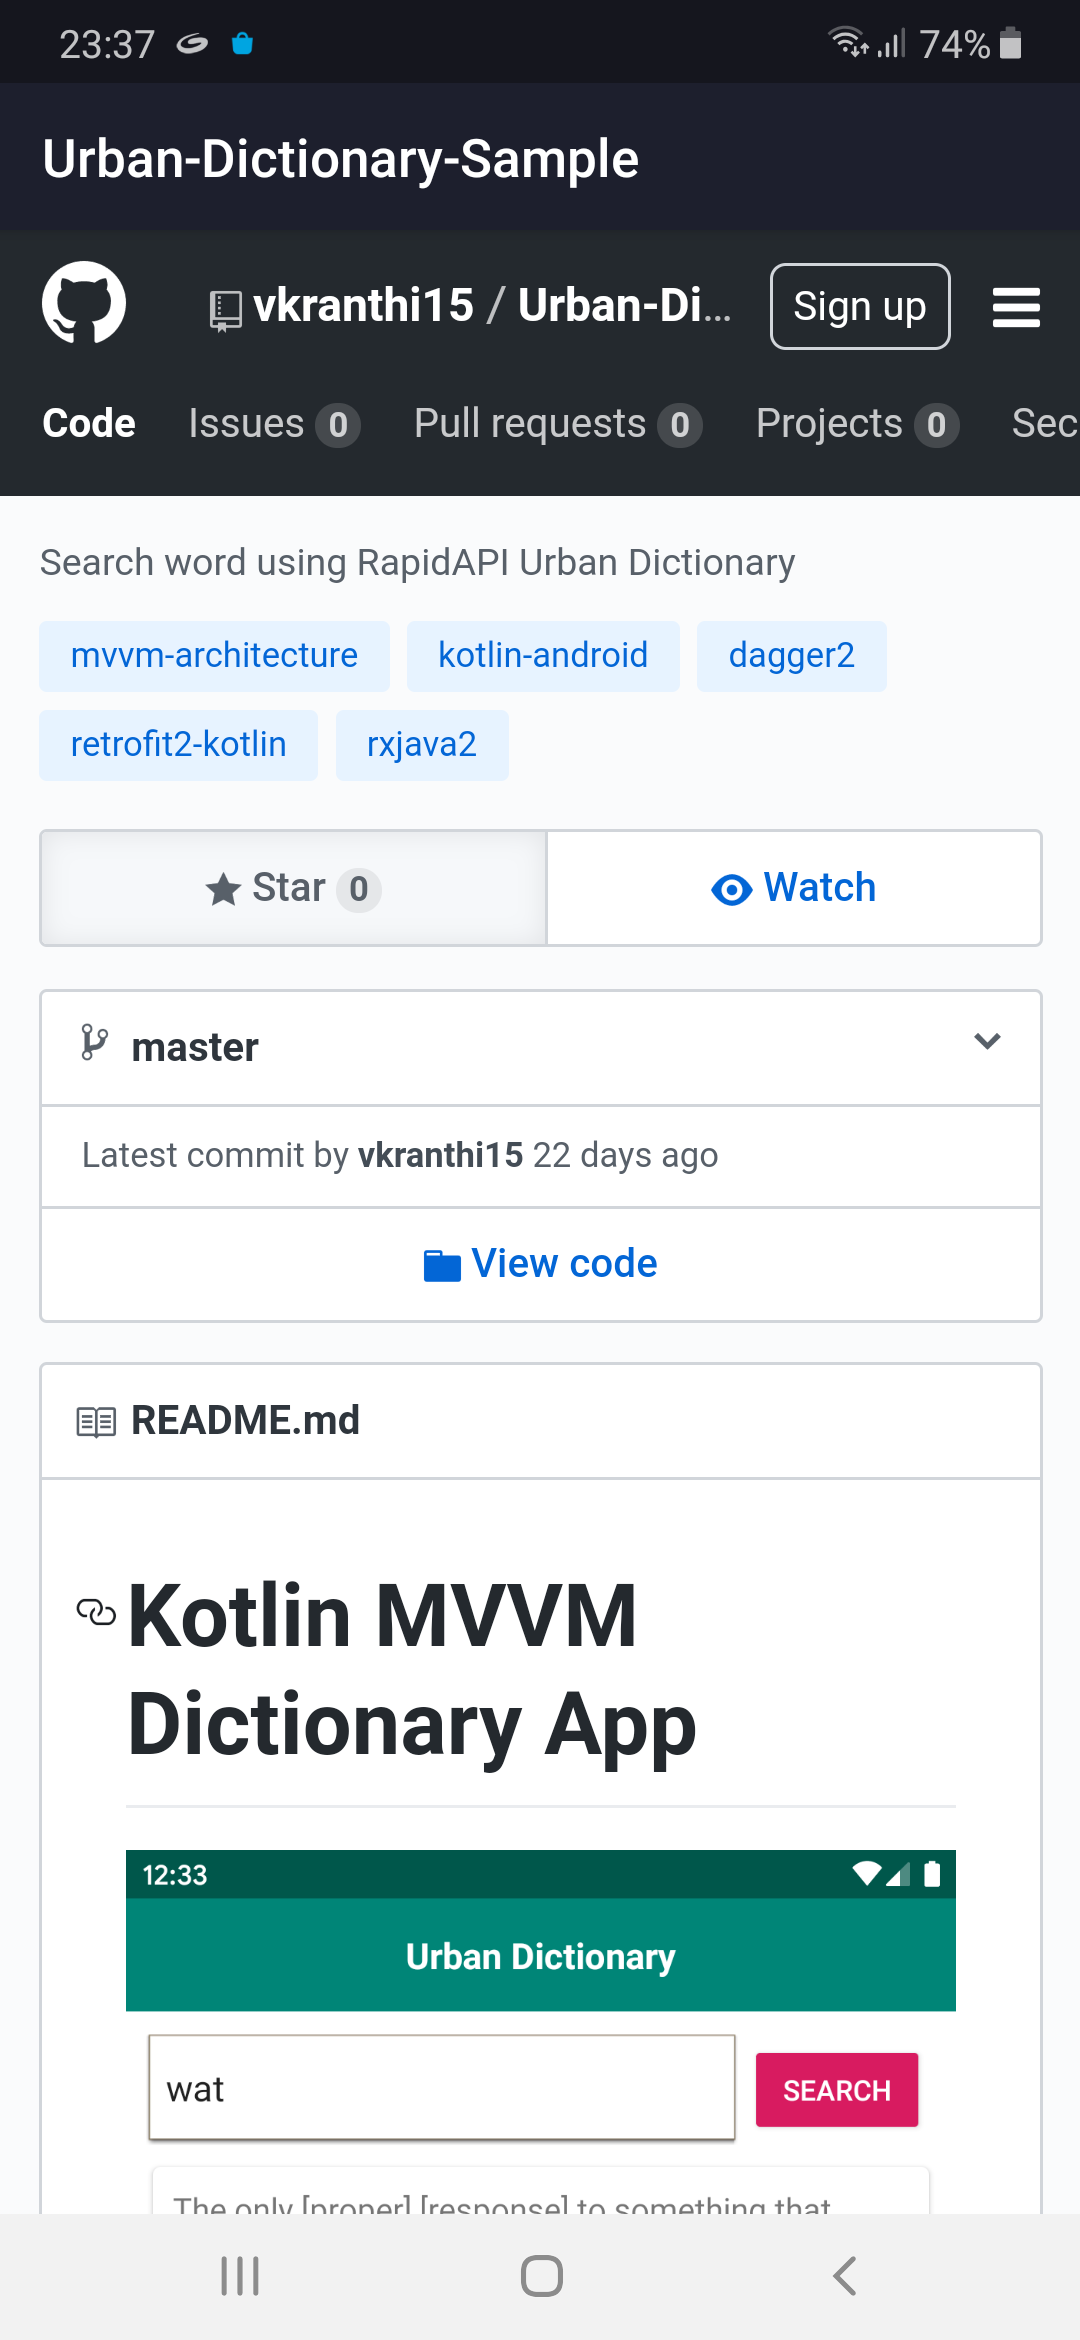 23:37 74%
Urban-Dictionary-Sample
vkranthi15 / Urban-Di... Sign up
Code Issues 0 Pull requests 0 Projects 0 Sec
Search word using RapidAPI Urban Dictionary
mvvm-architecture kotlin-android dagger2
retrofit2-kotlin rxjava2
Star 0 Watch
master
Latest commit by vkranthi15 22 days ago
View code
README.md
Kotlin MVVM
Dictionary App
12:33
Urban Dictionary
wat SEARCH
The only [proper] [response] to something that